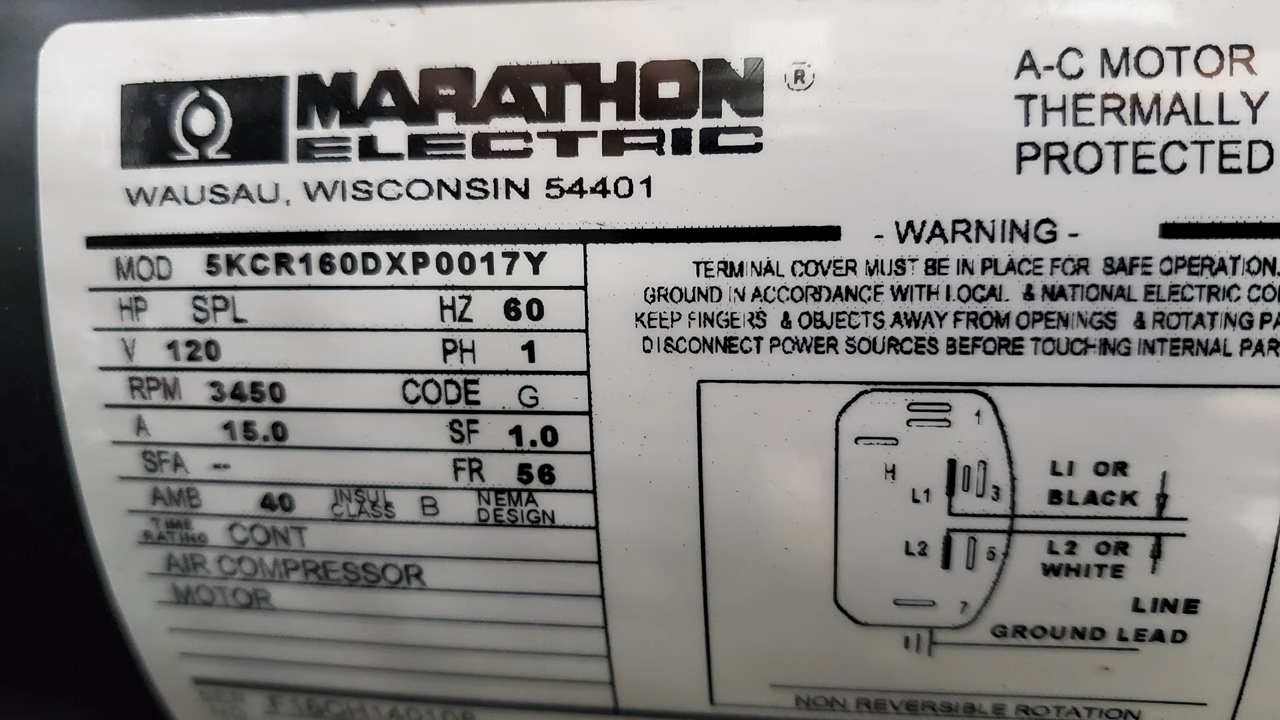 MARATHON ®
ELECTRIC
WAUSAU, WISCONSIN 54401
A-C MOTOR
THERMALLY
PROTECTED
- WARNING -
TERMINAL COVER MUST BE IN PLACE FOR SAFE OPERATION.
GROUND IN ACCORDANCE WITH LOCAL & NATIONAL ELECTRIC CO
KEEP FINGERS & OBJECTS AWAY FROM OPENINGS & ROTATING PA
DISCONNECT POWER SOURCES BEFORE TOUCHING INTERNAL PAR
MOD 5KCR160DXP0017Y
HP SPL HZ 60
V 120 PH 1
RPM 3450 CODE G
A 15.0 SF 1.0
SFA -- FR 56
AMB 40 INSUL CLASS B NEMA DESIGN
TIME RATING CONT
AIR COMPRESSOR
MOTOR
1
H
L1 3
L1 OR
BLACK
L2 5
L2 OR
WHITE
7
LINE
GROUND LEAD
NON REVERSIBLE ROTATION